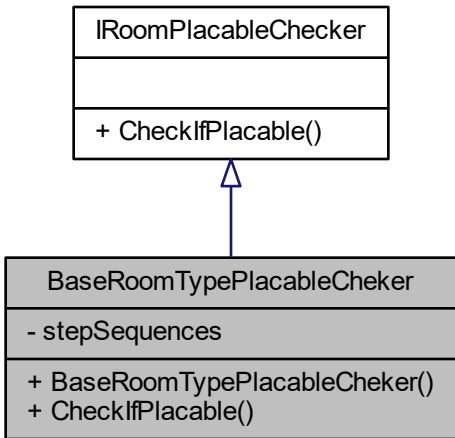 IRoomPlacableChecker
+ CheckIfPlacable()
BaseRoomTypePlacableCheker
- stepSequences
+ BaseRoomTypePlacableCheker()
+ CheckIfPlacable()